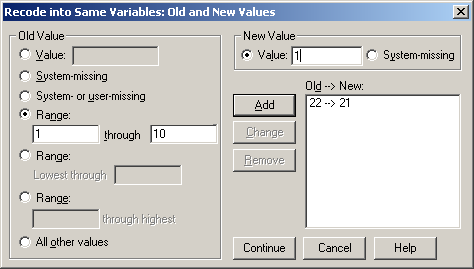 Recode into Same Variables: Old and New Values
Old Value
Value:
System-missing
System- or user-missing
Range:
1 through 10
Range:
Lowest through
Range:
through highest
All other values
New Value
Value: 1 System-missing
Old --> New:
Add
Change
Remove
22 --> 21
Continue Cancel Help